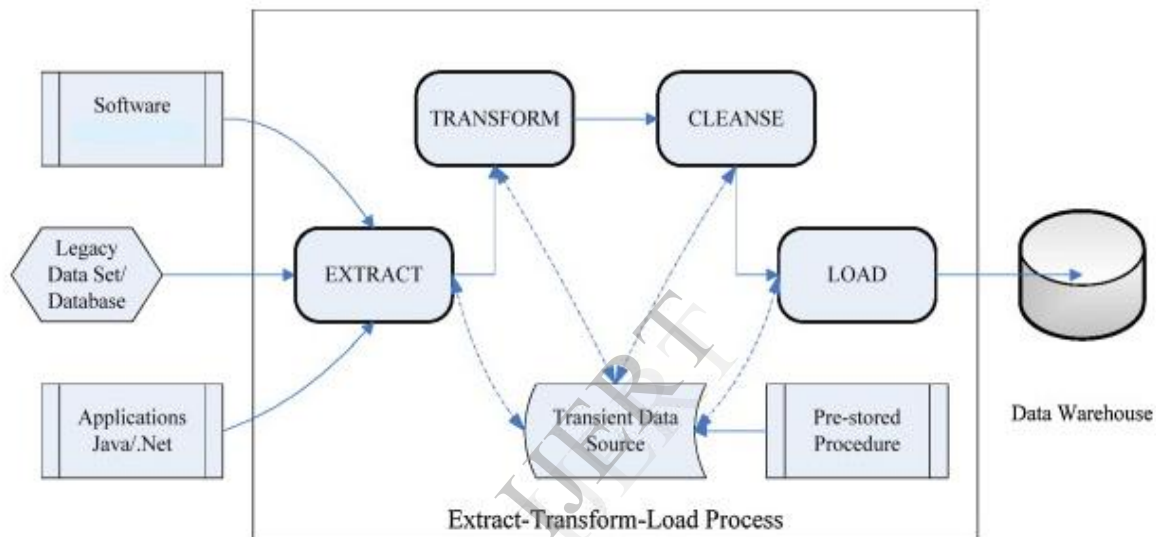 Software
TRANSFORM
CLEANSE
Legacy
Data Set/
Database
EXTRACT
LOAD
Applications
Java/.Net
Transient Data
Source
Pre-stored
Procedure
Data Warehouse
Extract-Transform-Load Process
IJERT